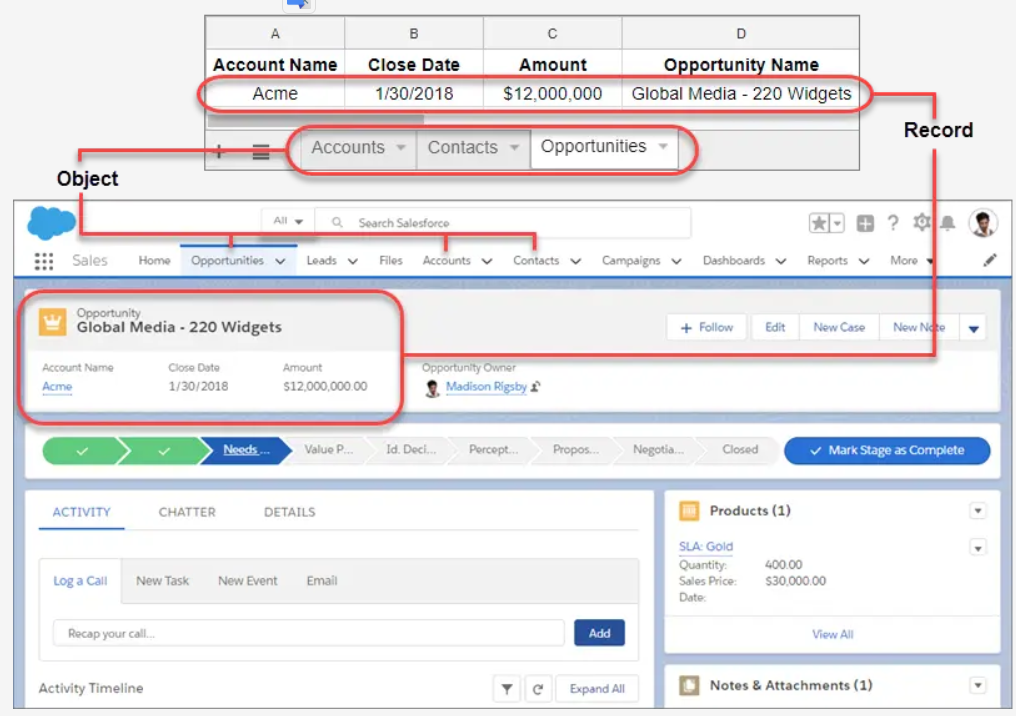 A B C D
Account Name Close Date Amount Opportunity Name
Acme 1/30/2018 $12,000,000 Global Media - 220 Widgets
Record
+ Accounts Contacts Opportunities
Object
All Search Salesforce
Sales Home Opportunities Leads Files Accounts Contacts Campaigns Dashboards Reports More
Opportunity
Global Media - 220 Widgets
+ Follow Edit New Case New Note
Account Name Close Date Amount Opportunity Owner
Acme 1/30/2018 $12,000,000.00 Madison Rigsby
Needs ... Value P... Id. Deci... Percept... Propos... Negotia... Closed Mark Stage as Complete
ACTIVITY CHATTER DETAILS
Products (1)
SLA: Gold
Quantity: 400.00
Sales Price: $30,000.00
Date:
View All
Log a Call New Task New Event Email
Recap your call... Add
Activity Timeline Expand All
Notes & Attachments (1)